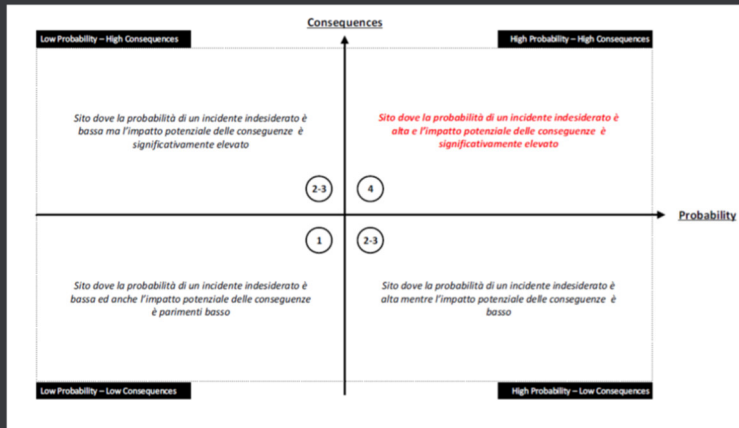 Consequences
Low Probability – High Consequences
High Probability – High Consequences
Sito dove la probabilità di un incidente indesiderato è
bassa ma l'impatto potenziale delle conseguenze è
significativamente elevato
Sito dove la probabilità di un incidente indesiderato è
alta e l'impatto potenziale delle conseguenze è
significativamente elevato
2-3
4
Probability
1
2-3
Sito dove la probabilità di un incidente indesiderato è
bassa ed anche l'impatto potenziale delle conseguenze
è parimenti basso
Sito dove la probabilità di un incidente indesiderato è
alta mentre l'impatto potenziale delle conseguenze è
basso
Low Probability – Low Consequences
High Probability – Low Consequences